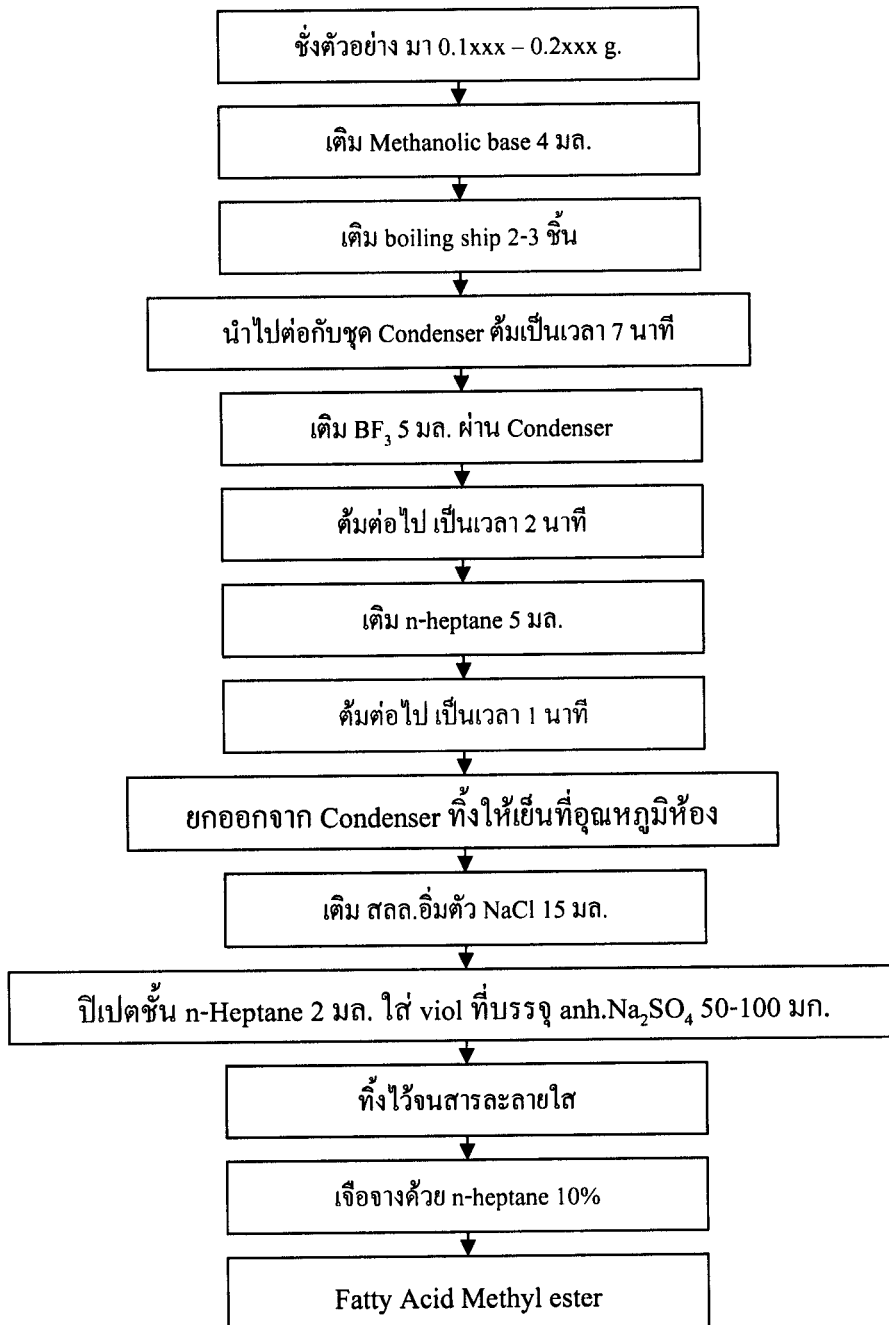 ชั่งตัวอย่าง มา 0.1xxx – 0.2xxx g.
เติม Methanolic base 4 มล.
เติม boiling ship 2-3 ชิ้น
นำไปต่อกับชุด Condenser ต้มเป็นเวลา 7 นาที
เติม BF₃ 5 มล. ผ่าน Condenser
ต้มต่อไป เป็นเวลา 2 นาที
เติม n-heptane 5 มล.
ต้มต่อไป เป็นเวลา 1 นาที
ยกออกจาก Condenser ทิ้งให้เย็นที่อุณหภูมิห้อง
เติม สลล.อิ่มตัว NaCl 15 มล.
ปิเปตชั้น n-Heptane 2 มล. ใส่ viol ที่บรรจุ anh.Na₂SO₄ 50-100 มก.
ทิ้งไว้จนสารละลายใส
เจือจางด้วย n-heptane 10%
Fatty Acid Methyl ester